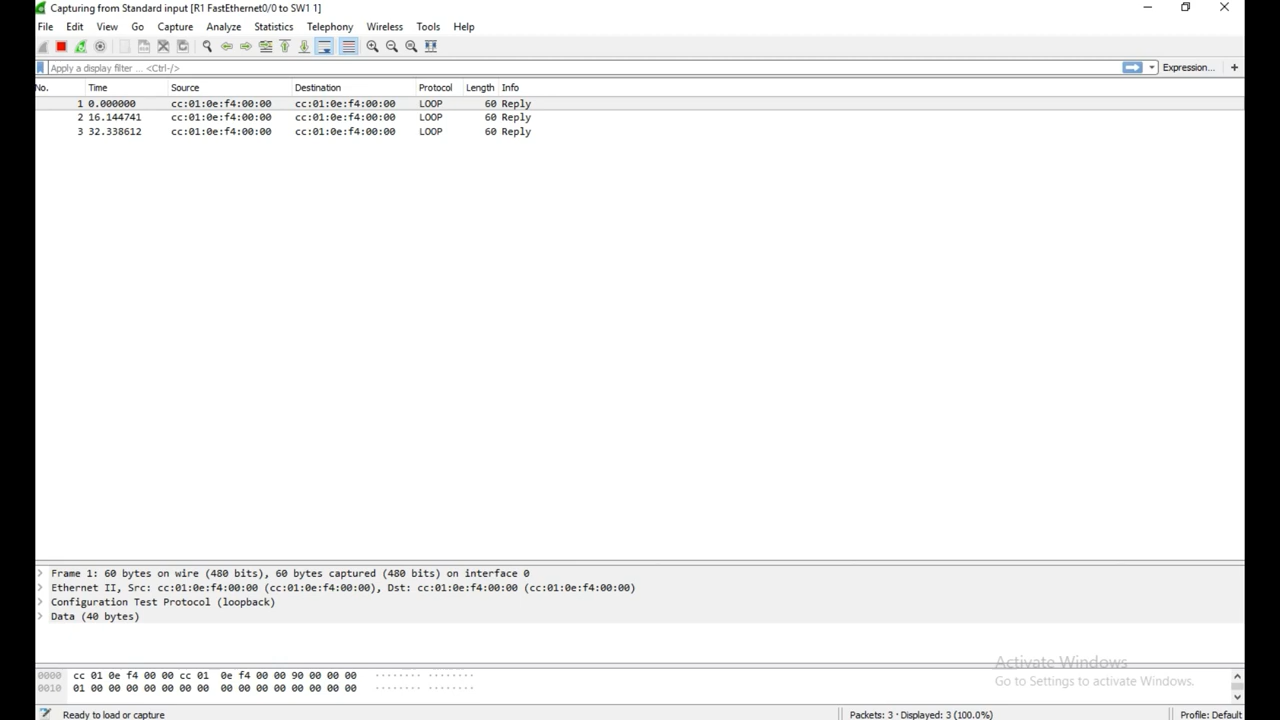 Capturing from Standard input [R1 FastEthernet0/0 to SW1 1]
File Edit View Go Capture Analyze Statistics Telephony Wireless Tools Help
Apply a display filter ... <Ctrl-/> Expression... +
No. Time Source Destination Protocol Length Info
1 0.000000 cc:01:0e:f4:00:00 cc:01:0e:f4:00:00 LOOP 60 Reply
2 16.144741 cc:01:0e:f4:00:00 cc:01:0e:f4:00:00 LOOP 60 Reply
3 32.338612 cc:01:0e:f4:00:00 cc:01:0e:f4:00:00 LOOP 60 Reply
Frame 1: 60 bytes on wire (480 bits), 60 bytes captured (480 bits) on interface 0
Ethernet II, Src: cc:01:0e:f4:00:00 (cc:01:0e:f4:00:00), Dst: cc:01:0e:f4:00:00 (cc:01:0e:f4:00:00)
Configuration Test Protocol (loopback)
Data (40 bytes)
0000 cc 01 0e f4 00 00 cc 01 0e f4 00 00 90 00 00 00 ········ ········
0010 01 00 00 00 00 00 00 00 00 00 00 00 00 00 00 00 ········ ········
Activate Windows
Go to Settings to activate Windows.
Ready to load or capture Packets: 3 · Displayed: 3 (100.0%) Profile: Default